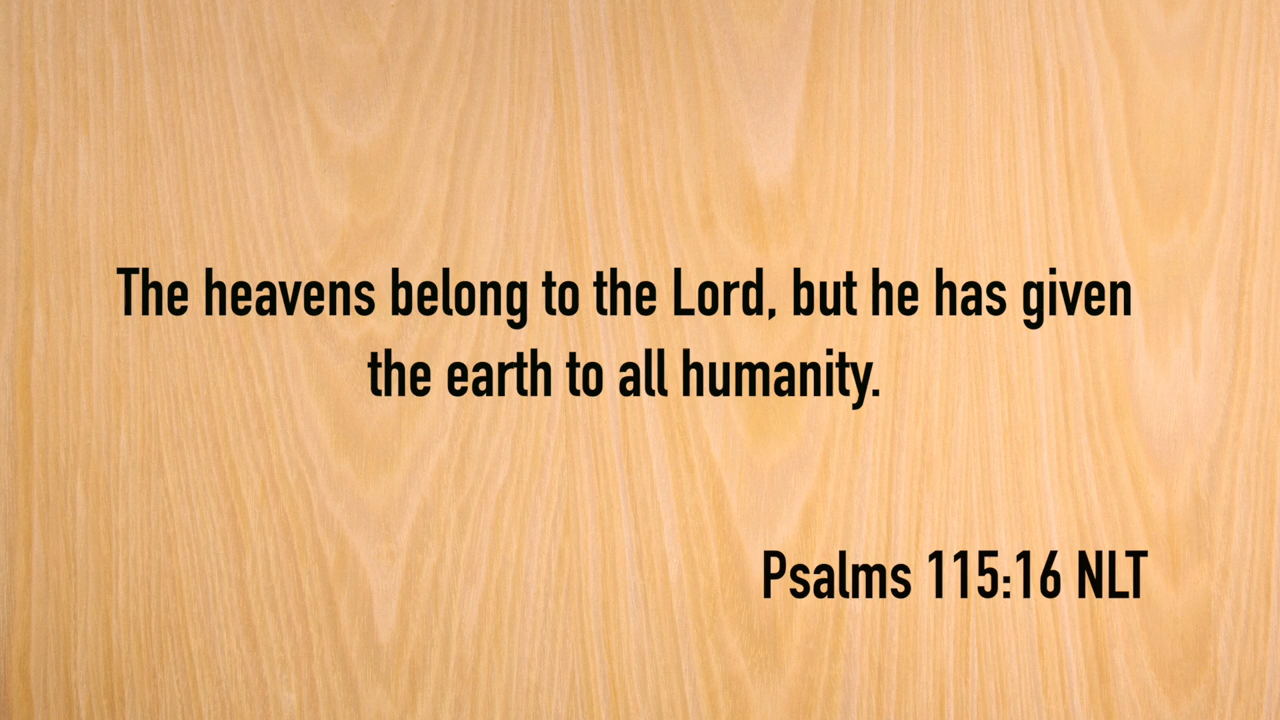 The heavens belong to the Lord, but he has given
the earth to all humanity.
Psalms 115:16 NLT